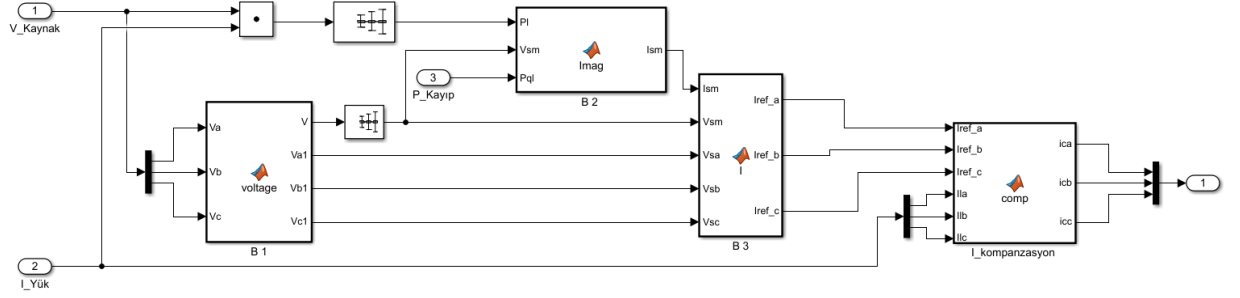 1
V_Kaynak
Pl
Vsm
Pql
Imag
Ism
B 2
3
P_Kayıp
Va
Vb
Vc
voltage
V
Va1
Vb1
Vc1
B 1
Ism
Vsm
Vsa
Vsb
Vsc
I
Iref_a
Iref_b
Iref_c
B 3
Iref_a
Iref_b
Iref_c
Ila
Ilb
Ilc
comp
ica
icb
icc
I_kompanzasyon
1
2
I_Yük